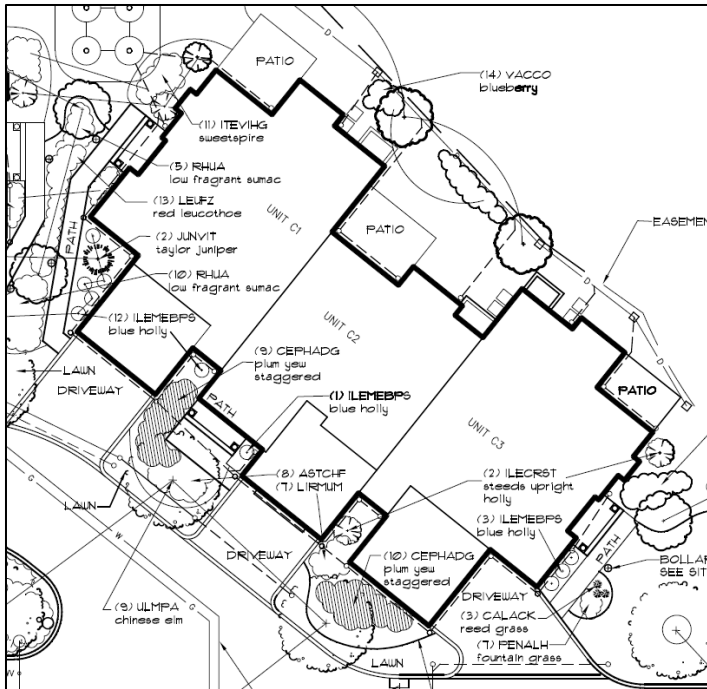 PATIO
D
(14) VACCO
blueberry
(11) ITEVIHG
sweetspire
(5) RHUA
low fragrant sumac
(13) LEUFZ
red leucothoe
(2) JUNVIT
taylor juniper
(10) RHUA
low fragrant sumac
PATH
UNIT C1
PATIO
D
EASEMEN
D
(12) ILEMEBPS
blue holly
UNIT C2
(9) CEPHADG
plum yew
staggered
LAWN
DRIVEWAY
PATH
(1) ILEMEBPS
blue holly
PATIO
D
UNIT C3
G
LAWN
(8) ASTCHF
(7) LIRMUM
(2) ILECRST
steeds upright
holly
(3) ILEMEBPS
blue holly
PATH
W
G
DRIVEWAY
(10) CEPHADG
plum yew
staggered
DRIVEWAY
BOLLAR
SEE SIT
(9) ULMPA
chinese elm
(3) CALACK
reed grass
(7) PENALH
fountain grass
LAWN
G
W